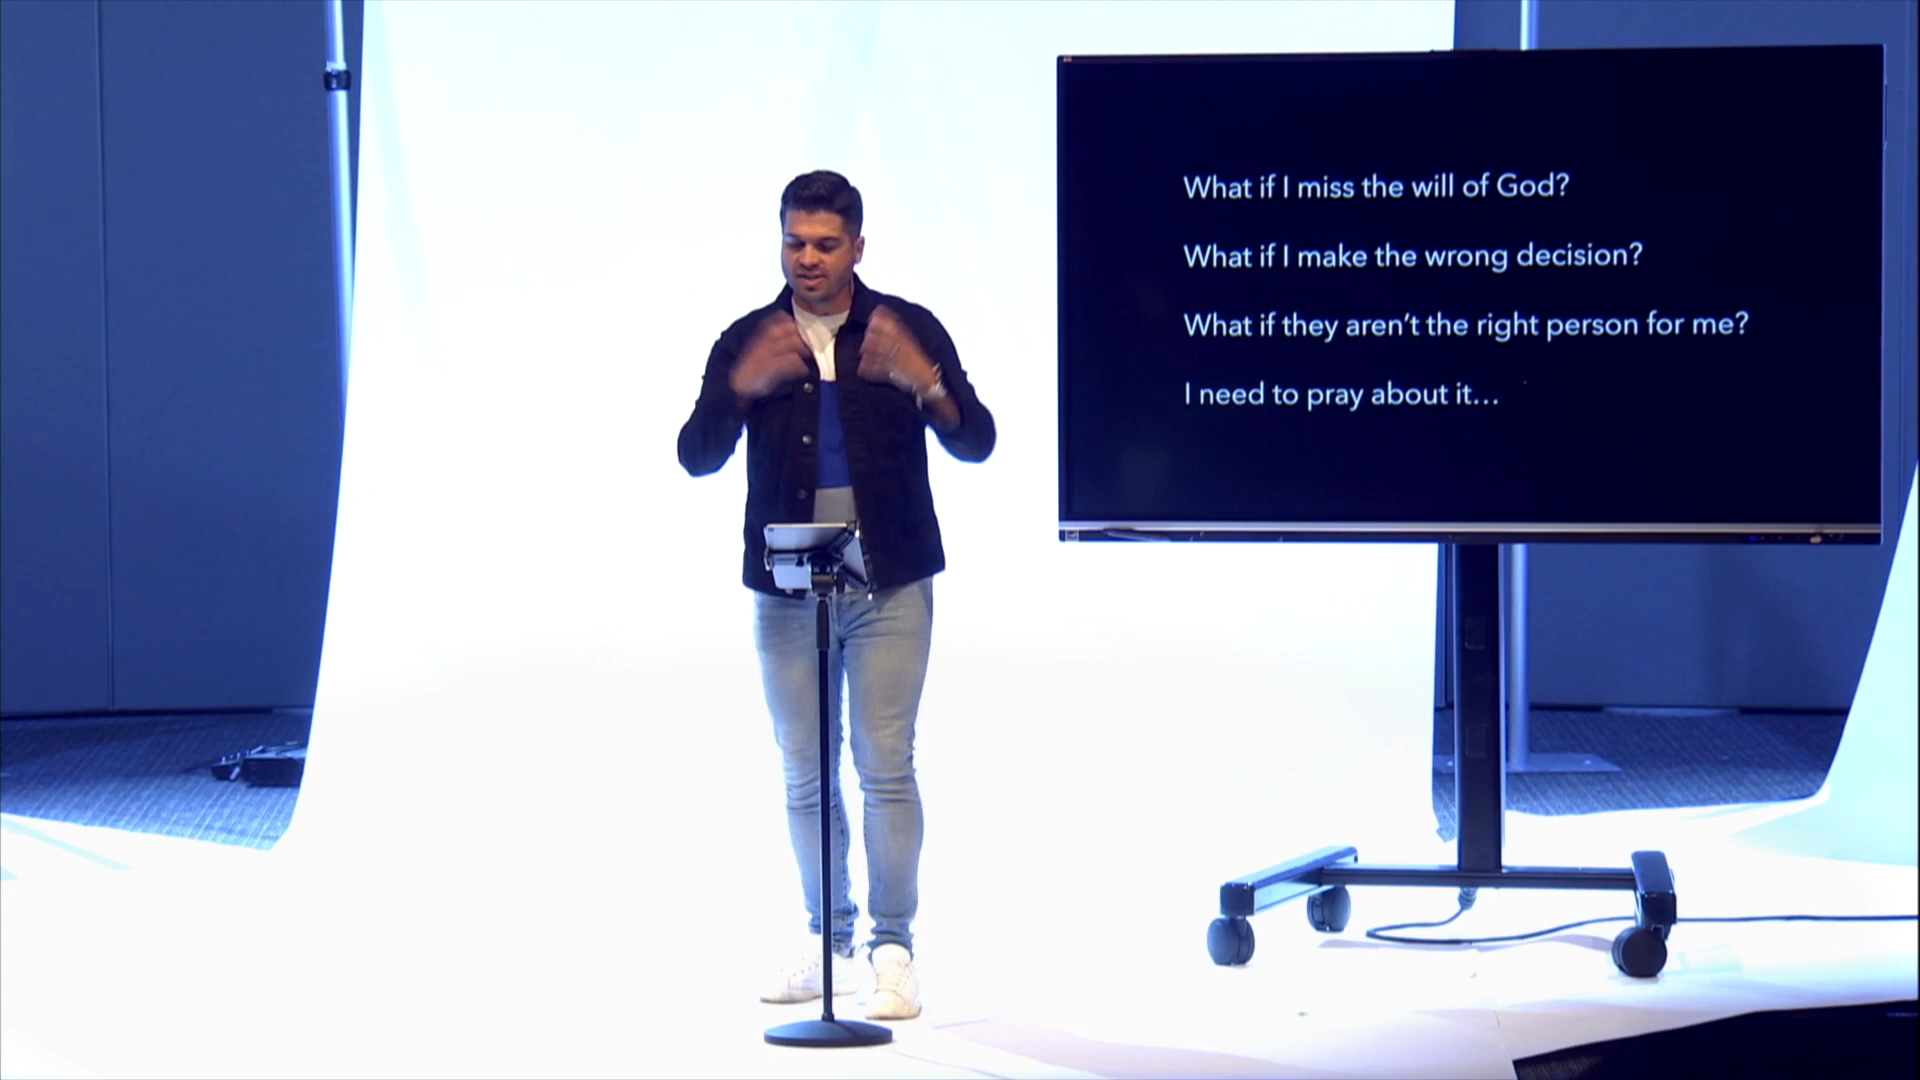 What if I miss the will of God?
What if I make the wrong decision?
What if they aren't the right person for me?
I need to pray about it...